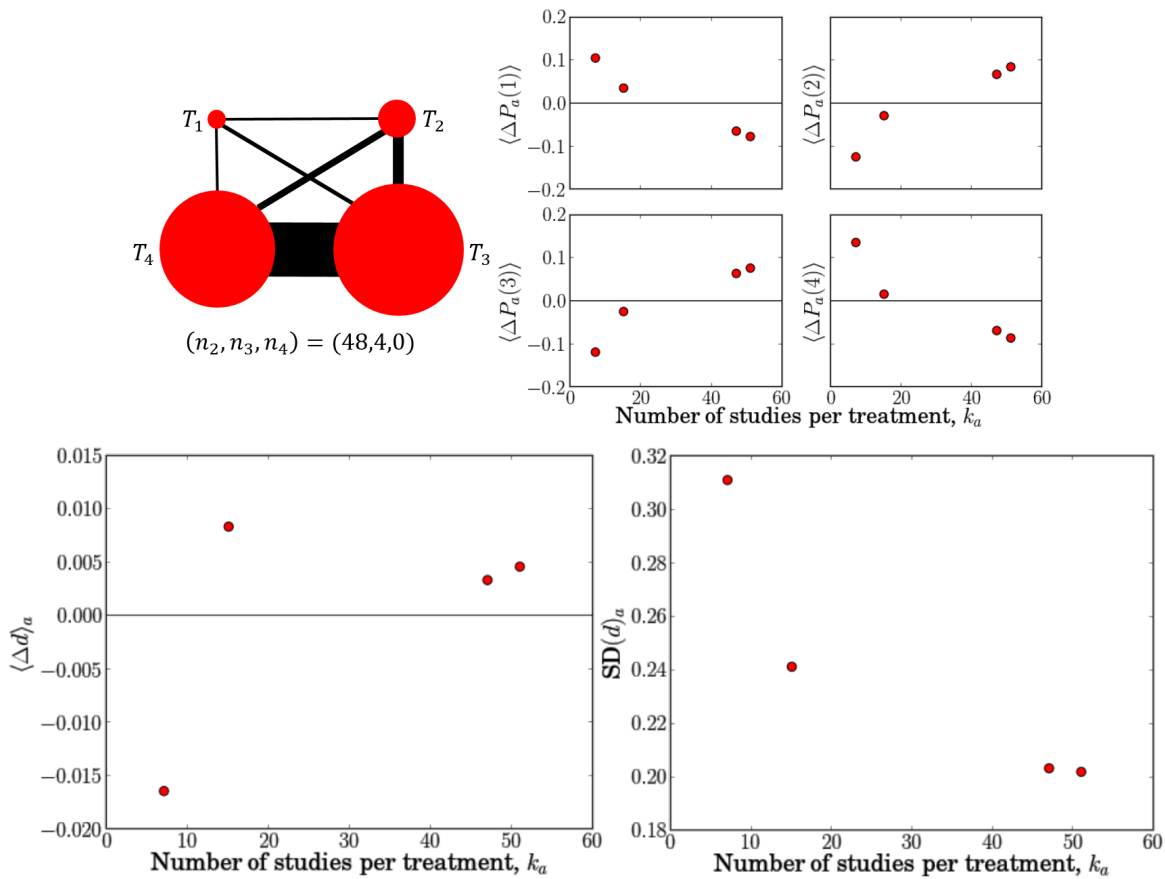 T₁
T₂
T₄
T₃
(n₂, n₃, n₄) = (48,4,0)
⟨ΔPₐ(1)⟩
0.2
0.1
0.0
−0.1
−0.2
⟨ΔPₐ(2)⟩
⟨ΔPₐ(3)⟩
0.2
0.1
0.0
−0.1
−0.2
0 20 40 60
⟨ΔPₐ(4)⟩
0 20 40 60
Number of studies per treatment, kₐ
⟨Δd⟩ₐ
0.015
0.010
0.005
0.000
−0.005
−0.010
−0.015
−0.020
0 10 20 30 40 50 60
Number of studies per treatment, kₐ
SD(d)ₐ
0.32
0.30
0.28
0.26
0.24
0.22
0.20
0.18
0 10 20 30 40 50 60
Number of studies per treatment, kₐ